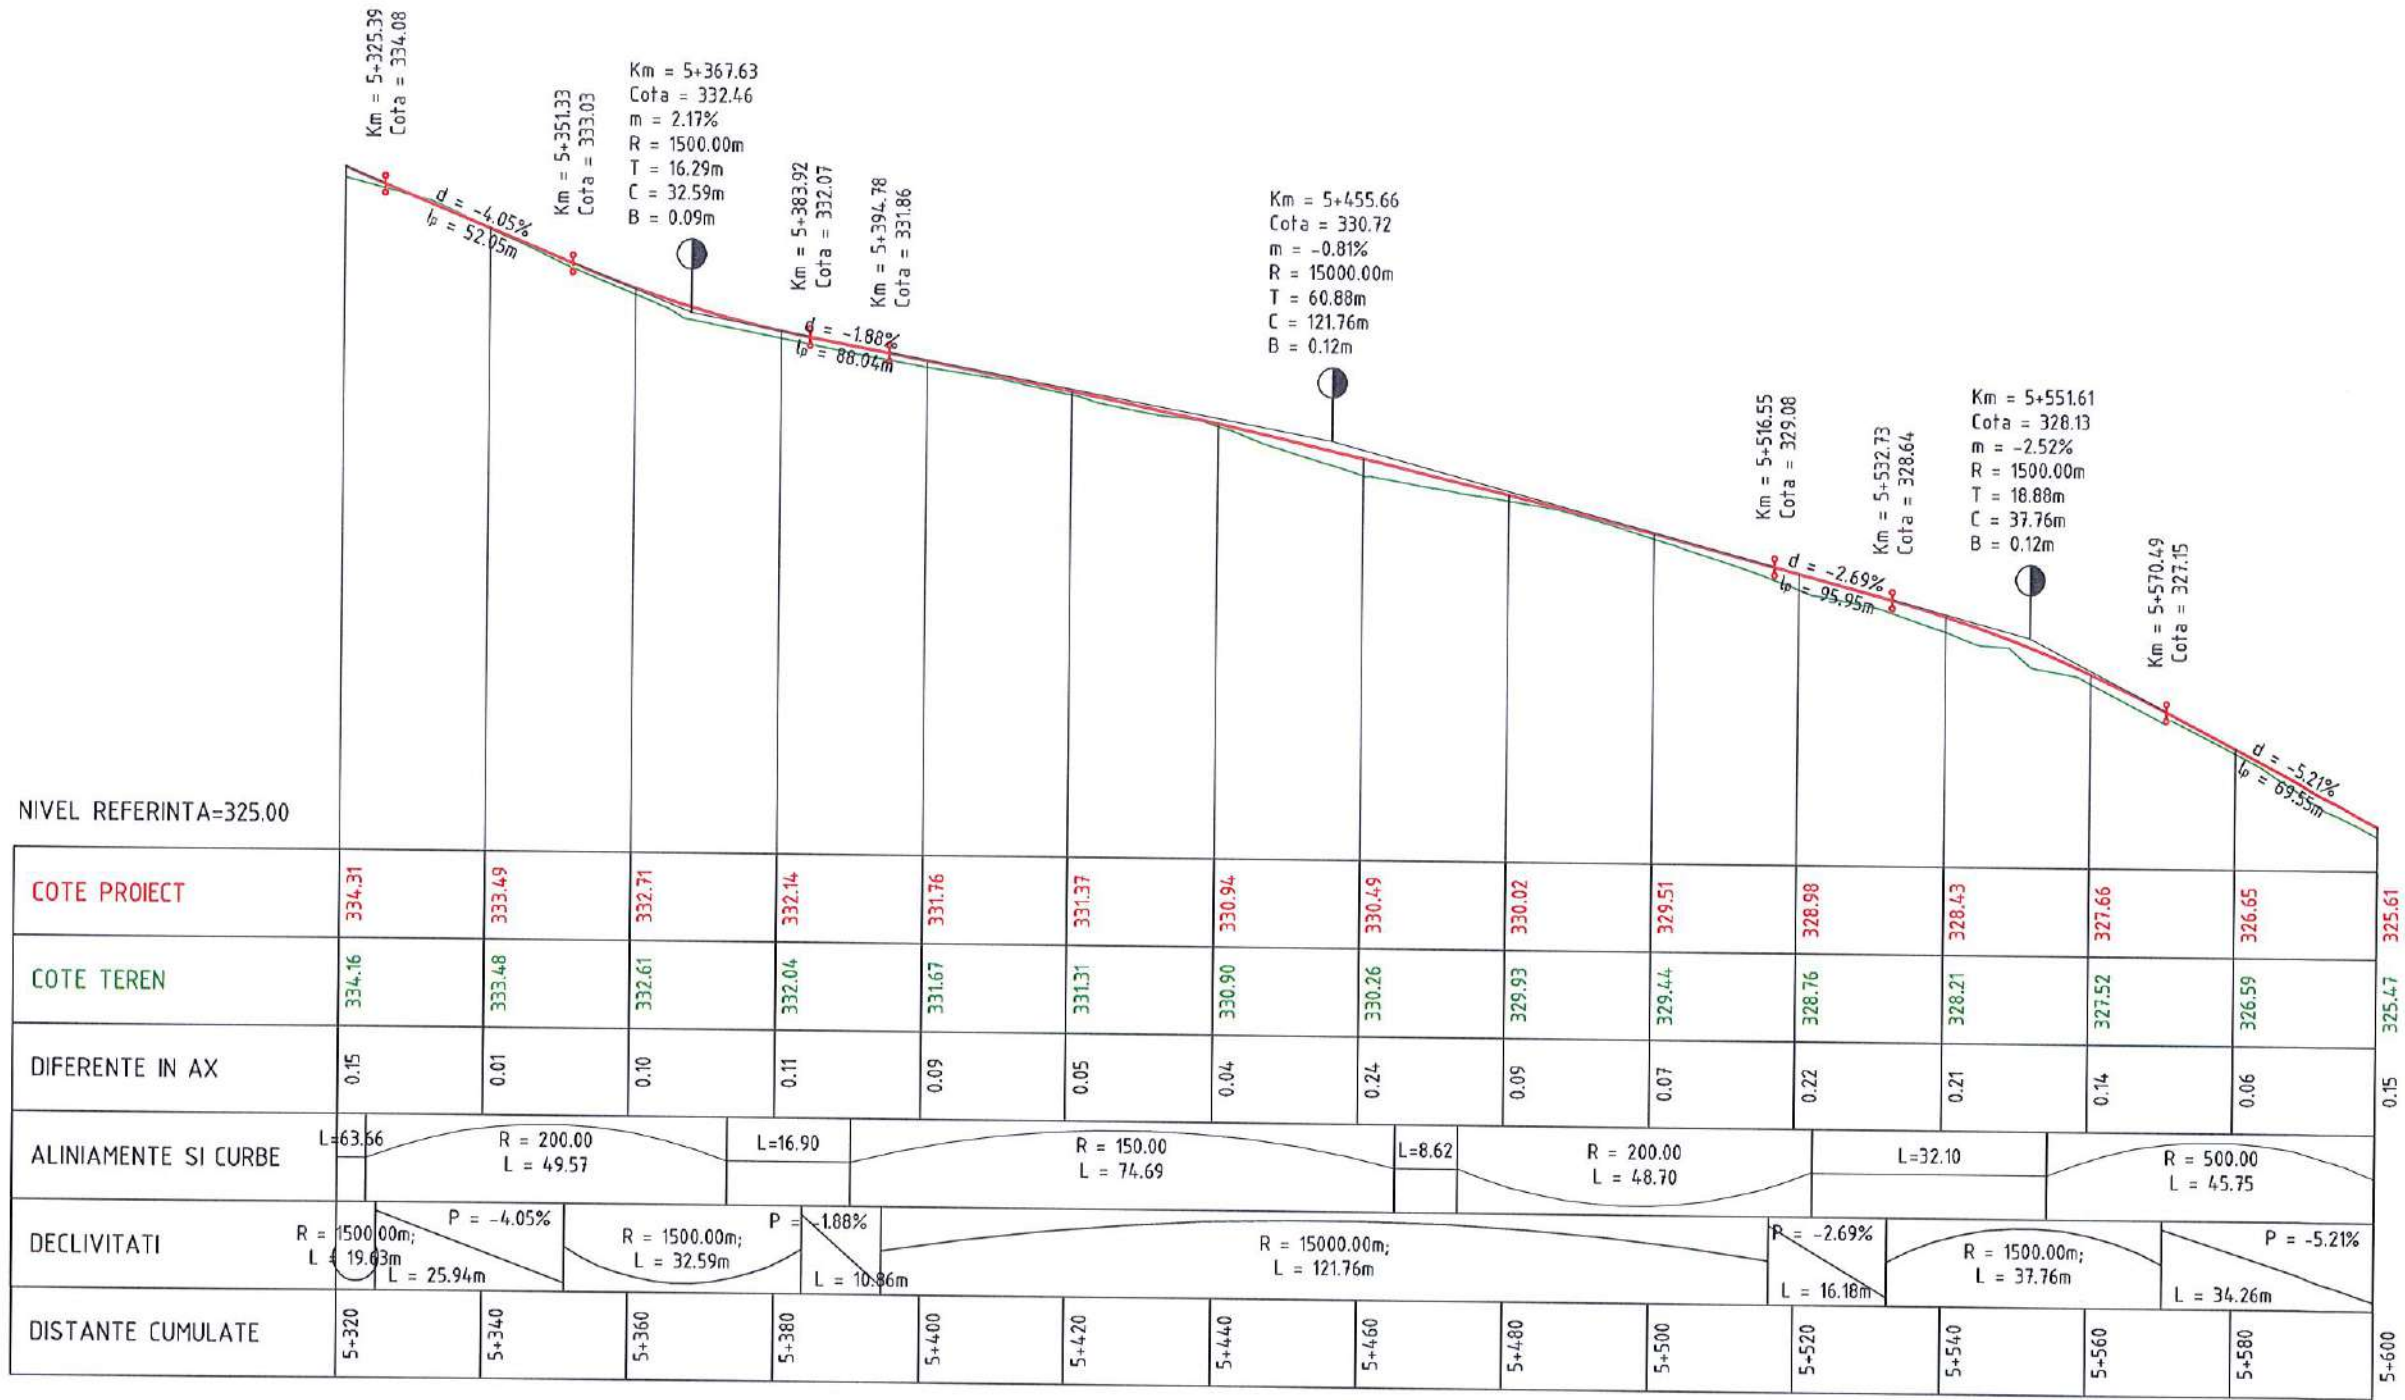 Km = 5+325.39
Cota = 334.08
Km = 5+351.33
Cota = 333.03
Km = 5+367.63
Cota = 332.46
m = 2.17%
R = 1500.00m
T = 16.29m
C = 32.59m
B = 0.09m
Km = 5+383.92
Cota = 332.07
Km = 5+394.78
Cota = 331.86
Km = 5+455.66
Cota = 330.72
m = -0.81%
R = 15000.00m
T = 60.88m
C = 121.76m
B = 0.12m
Km = 5+516.55
Cota = 329.08
Km = 5+532.73
Cota = 328.64
Km = 5+551.61
Cota = 328.13
m = -2.52%
R = 1500.00m
T = 18.88m
C = 37.76m
B = 0.12m
Km = 5+570.49
Cota = 327.15
d = -4.05%
lp = 52.05m
d = -1.88%
lp = 88.04m
d = -2.69%
lp = 95.95m
d = -5.21%
lp = 69.55m
NIVEL REFERINTA=325.00
COTE PROIECT 334.31 333.49 332.71 332.14 331.76 331.37 330.94 330.49 330.02 329.51 328.98 328.43 327.66 326.65 325.61
COTE TEREN 334.16 333.48 332.61 332.04 331.67 331.31 330.90 330.26 329.93 329.44 328.76 328.21 327.52 326.59 325.47
DIFERENTE IN AX 0.15 0.01 0.10 0.11 0.09 0.05 0.04 0.24 0.09 0.07 0.22 0.21 0.14 0.06 0.15
ALINIAMENTE SI CURBE
L=63.66
R = 200.00
L = 49.57
L=16.90
R = 150.00
L = 74.69
L=8.62
R = 200.00
L = 48.70
L=32.10
R = 500.00
L = 45.75
DECLIVITATI
R = 1500.00m;
L = 19.63m
P = -4.05%
L = 25.94m
R = 1500.00m;
L = 32.59m
P = -1.88%
L = 10.86m
R = 15000.00m;
L = 121.76m
P = -2.69%
L = 16.18m
R = 1500.00m;
L = 37.76m
P = -5.21%
L = 34.26m
DISTANTE CUMULATE 5+320 5+340 5+360 5+380 5+400 5+420 5+440 5+460 5+480 5+500 5+520 5+540 5+560 5+580 5+600